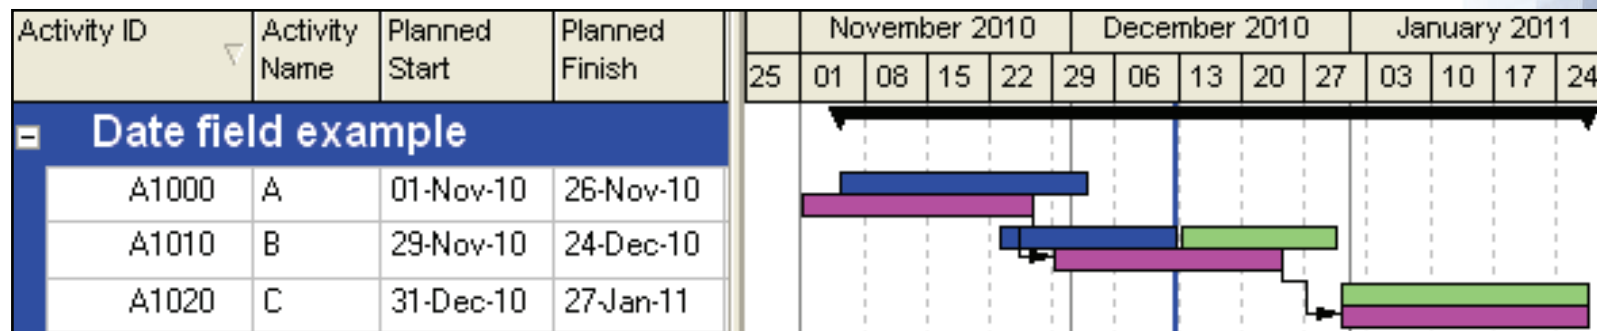 Activity ID Activity Name Planned Start Planned Finish November 2010 December 2010 January 2011
25 01 08 15 22 29 06 13 20 27 03 10 17 24
Date field example
A1000 A 01-Nov-10 26-Nov-10
A1010 B 29-Nov-10 24-Dec-10
A1020 C 31-Dec-10 27-Jan-11